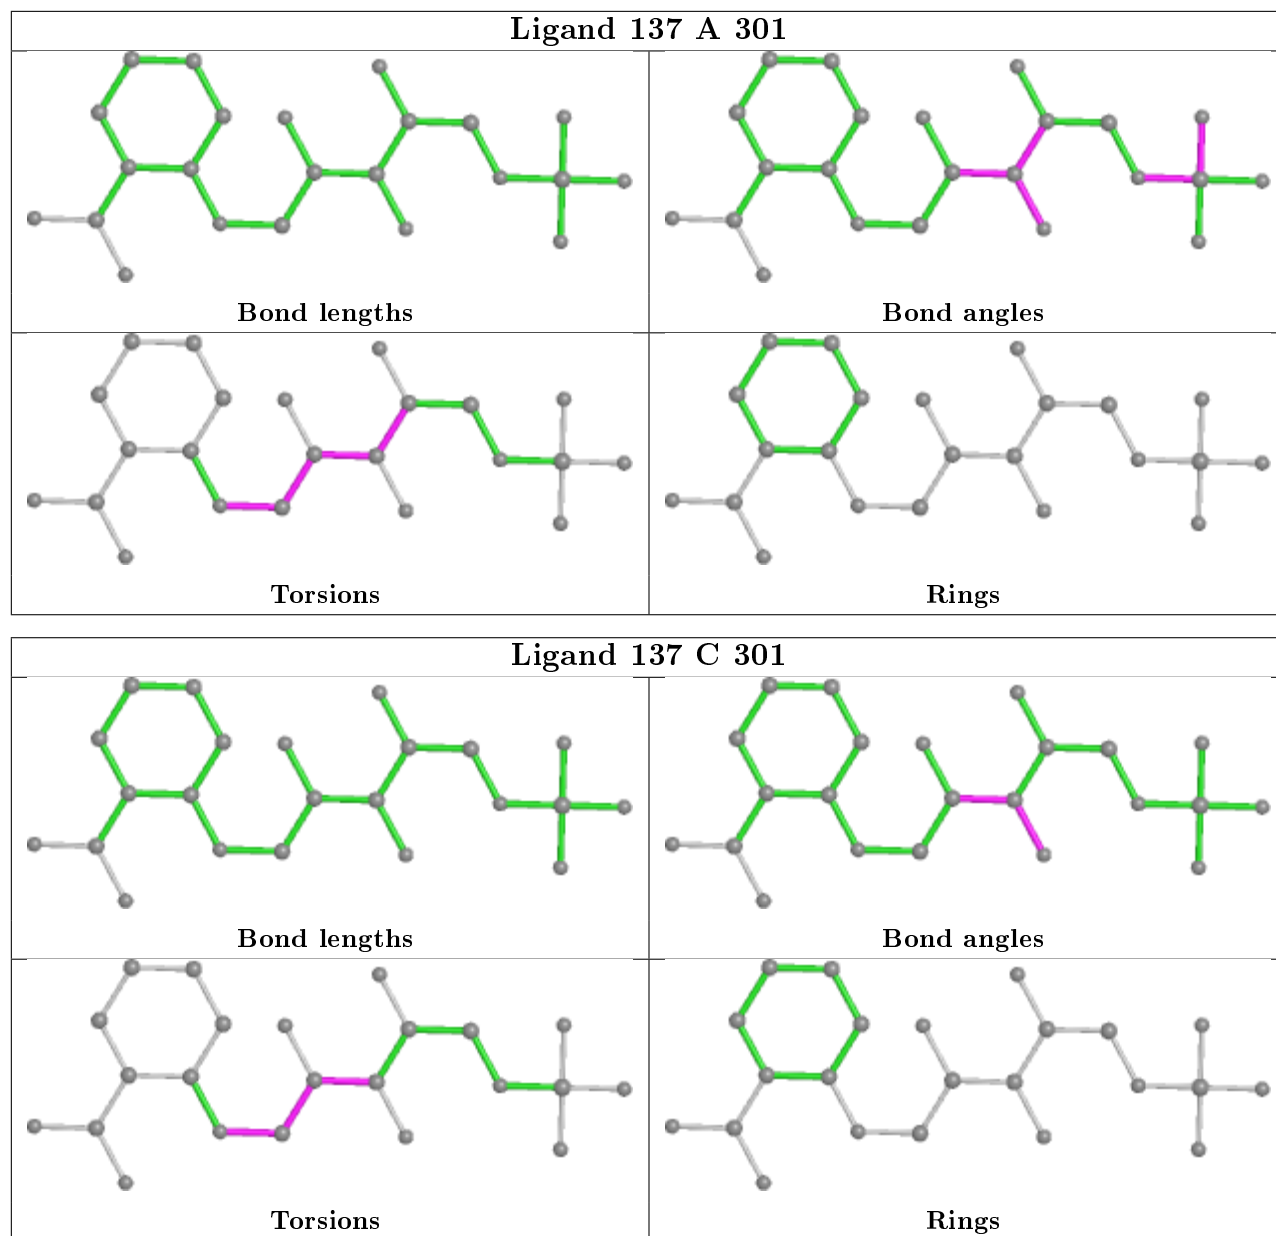 Ligand 137 A 301
Bond lengths
Bond angles
Torsions
Rings
Ligand 137 C 301
Bond lengths
Bond angles
Torsions
Rings